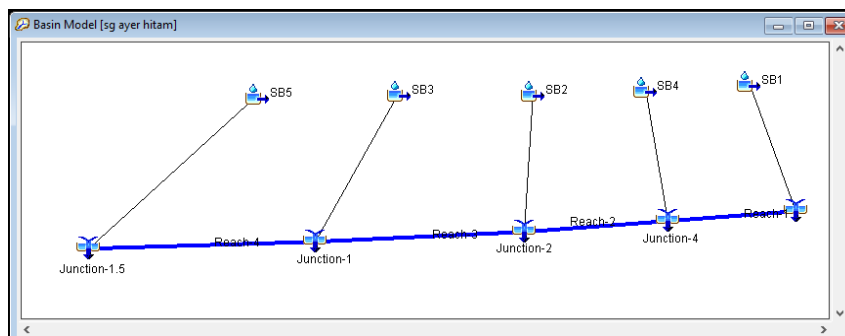 Basin Model [sg ayer hitam]
SB5
SB3
SB2
SB4
SB1
Reach-4
Reach-3
Reach-2
Reach-1
Junction-1.5
Junction-1
Junction-2
Junction-4